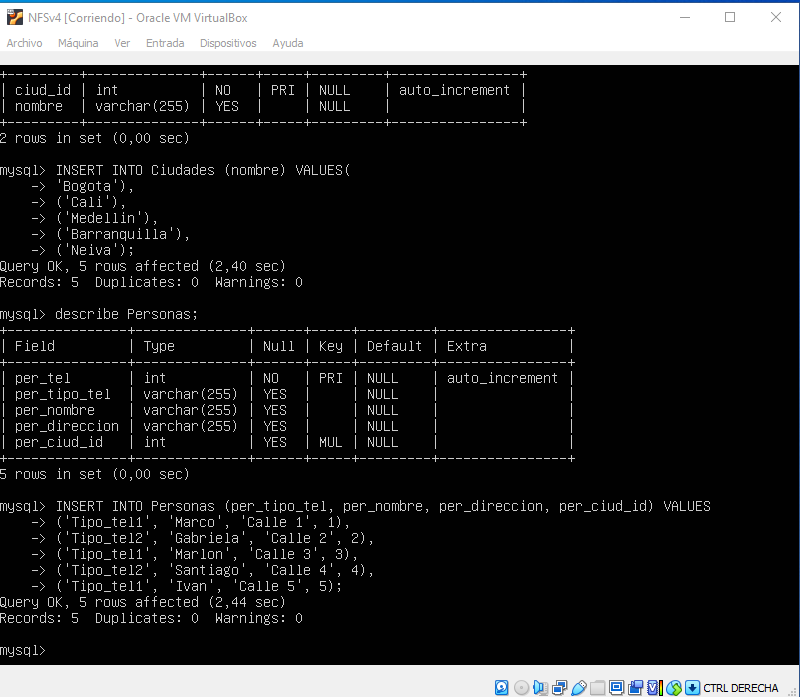 NFSv4 [Corriendo] - Oracle VM VirtualBox
Archivo Máquina Ver Entrada Dispositivos Ayuda
+---------+--------------+------+-----+---------+----------------+
| ciud_id | int          | NO   | PRI | NULL    | auto_increment |
| nombre  | varchar(255) | YES  |     | NULL    |                |
+---------+--------------+------+-----+---------+----------------+
2 rows in set (0,00 sec)
mysql> INSERT INTO Ciudades (nombre) VALUES(
    -> 'Bogota'),
    -> ('Cali'),
    -> ('Medellin'),
    -> ('Barranquilla'),
    -> ('Neiva');
Query OK, 5 rows affected (2,40 sec)
Records: 5  Duplicates: 0  Warnings: 0
mysql> describe Personas;
+---------------+--------------+------+-----+---------+----------------+
| Field         | Type         | Null | Key | Default | Extra          |
+---------------+--------------+------+-----+---------+----------------+
| per_tel       | int          | NO   | PRI | NULL    | auto_increment |
| per_tipo_tel  | varchar(255) | YES  |     | NULL    |                |
| per_nombre    | varchar(255) | YES  |     | NULL    |                |
| per_direccion | varchar(255) | YES  |     | NULL    |                |
| per_ciud_id   | int          | YES  | MUL | NULL    |                |
+---------------+--------------+------+-----+---------+----------------+
5 rows in set (0,00 sec)
mysql> INSERT INTO Personas (per_tipo_tel, per_nombre, per_direccion, per_ciud_id) VALUES
    -> ('Tipo_tel1', 'Marco', 'Calle 1', 1),
    -> ('Tipo_tel2', 'Gabriela', 'Calle 2', 2),
    -> ('Tipo_tel1', 'Marlon', 'Calle 3', 3),
    -> ('Tipo_tel2', 'Santiago', 'Calle 4', 4),
    -> ('Tipo_tel1', 'Ivan', 'Calle 5', 5);
Query OK, 5 rows affected (2,44 sec)
Records: 5  Duplicates: 0  Warnings: 0
mysql>
CTRL DERECHA